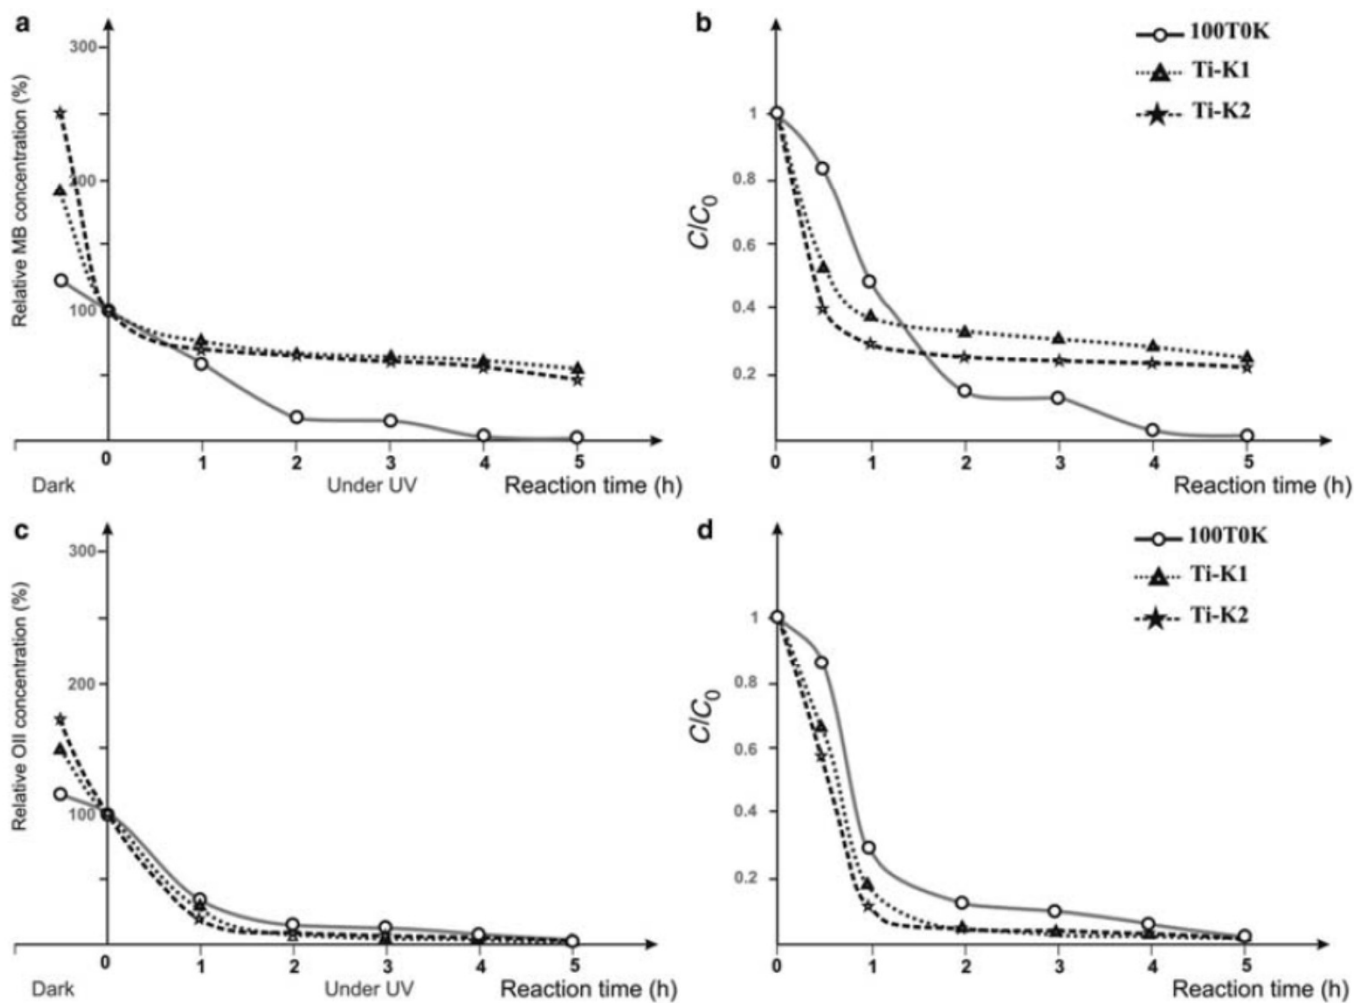 a
300
200
100
Relative MB concentration (%)
0 1 2 3 4 5
Dark Under UV Reaction time (h)
b
100T0K
Ti-K1
Ti-K2
1
0.8
0.6
0.4
0.2
C/C0
0 1 2 3 4 5
Reaction time (h)
c
300
200
100
Relative OII concentration (%)
0 1 2 3 4 5
Dark Under UV Reaction time (h)
d
100T0K
Ti-K1
Ti-K2
1
0.8
0.6
0.4
0.2
C/C0
0 1 2 3 4 5
Reaction time (h)